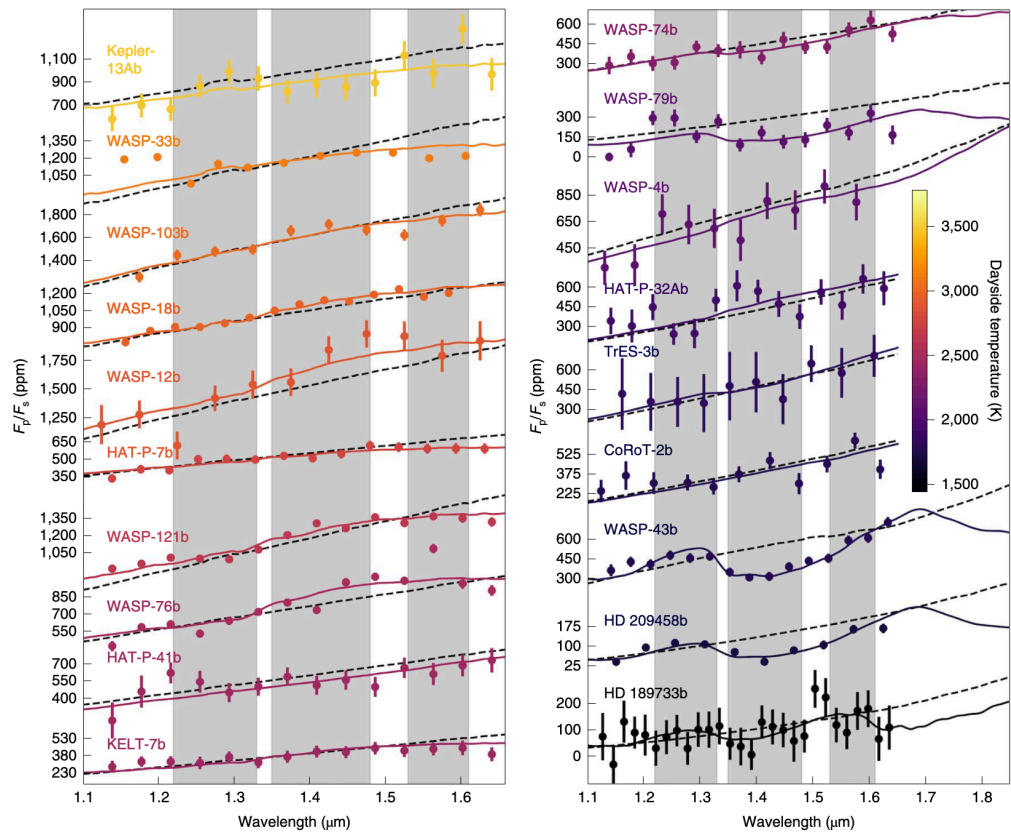 Kepler-
13Ab
1,100
900
700
WASP-33b
1,350
1,200
1,050
WASP-103b
1,800
1,600
1,400
WASP-18b
1,200
1,050
900
WASP-12b
1,750
1,500
1,250
HAT-P-7b
650
500
350
WASP-121b
1,350
1,200
1,050
WASP-76b
850
700
550
HAT-P-41b
700
550
400
KELT-7b
530
380
230
Fp/Fs (ppm)
1.1 1.2 1.3 1.4 1.5 1.6
Wavelength (μm)
WASP-74b
600
450
300
WASP-79b
300
150
0
WASP-4b
850
650
450
HAT-P-32Ab
600
450
300
TrES-3b
600
450
300
CoRoT-2b
525
375
225
WASP-43b
600
450
300
HD 209458b
175
100
25
HD 189733b
200
100
0
Fp/Fs (ppm)
1.1 1.2 1.3 1.4 1.5 1.6 1.7 1.8
Wavelength (μm)
3,500
3,000
2,500
2,000
1,500
Dayside temperature (K)